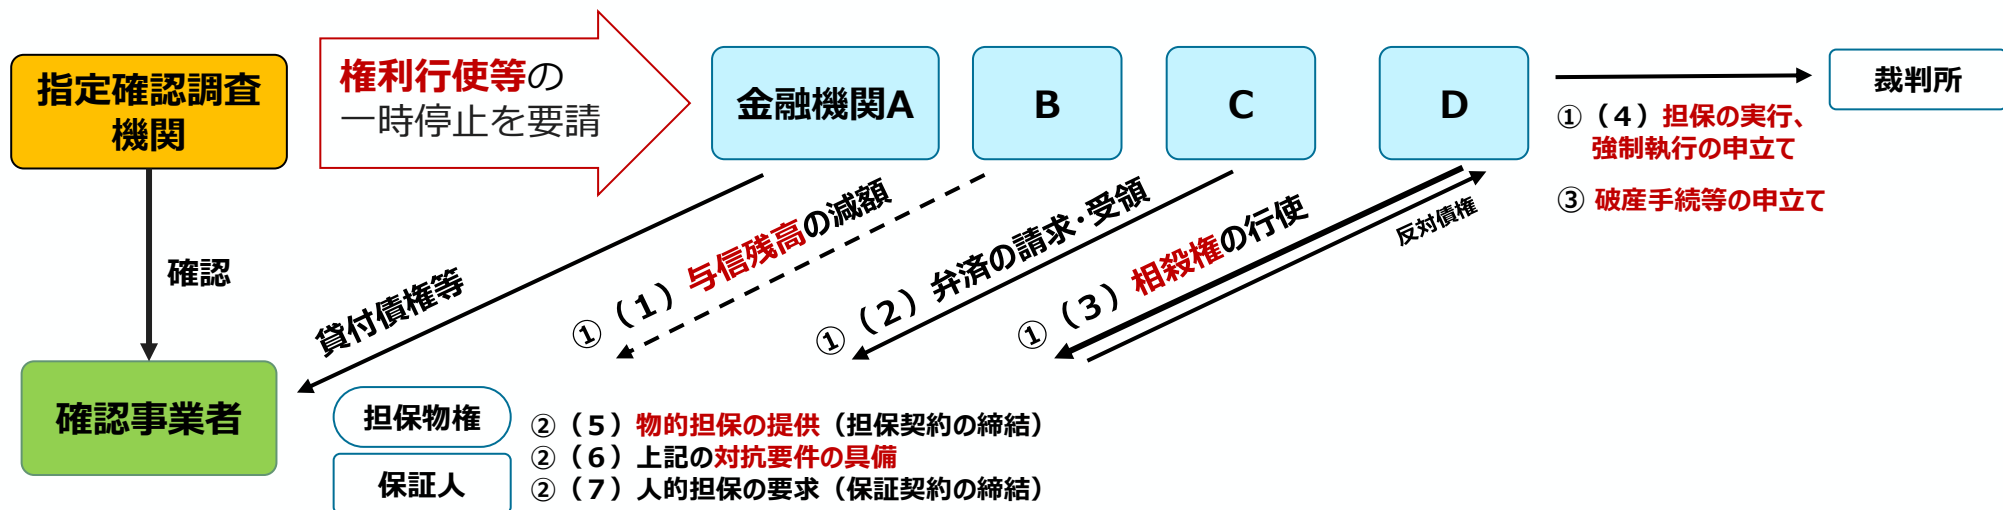 指定確認調査
機関
権利行使等の
一時停止を要請
金融機関A
B
C
D
裁判所
①（４）担保の実行、
強制執行の申立て
③ 破産手続等の申立て
確認
貸付債権等
①（１）与信残高の減額
①（２）弁済の請求・受領
①（３）相殺権の行使
反対債権
確認事業者
担保物権
保証人
②（５）物的担保の提供（担保契約の締結）
②（６）上記の対抗要件の具備
②（７）人的担保の要求（保証契約の締結）